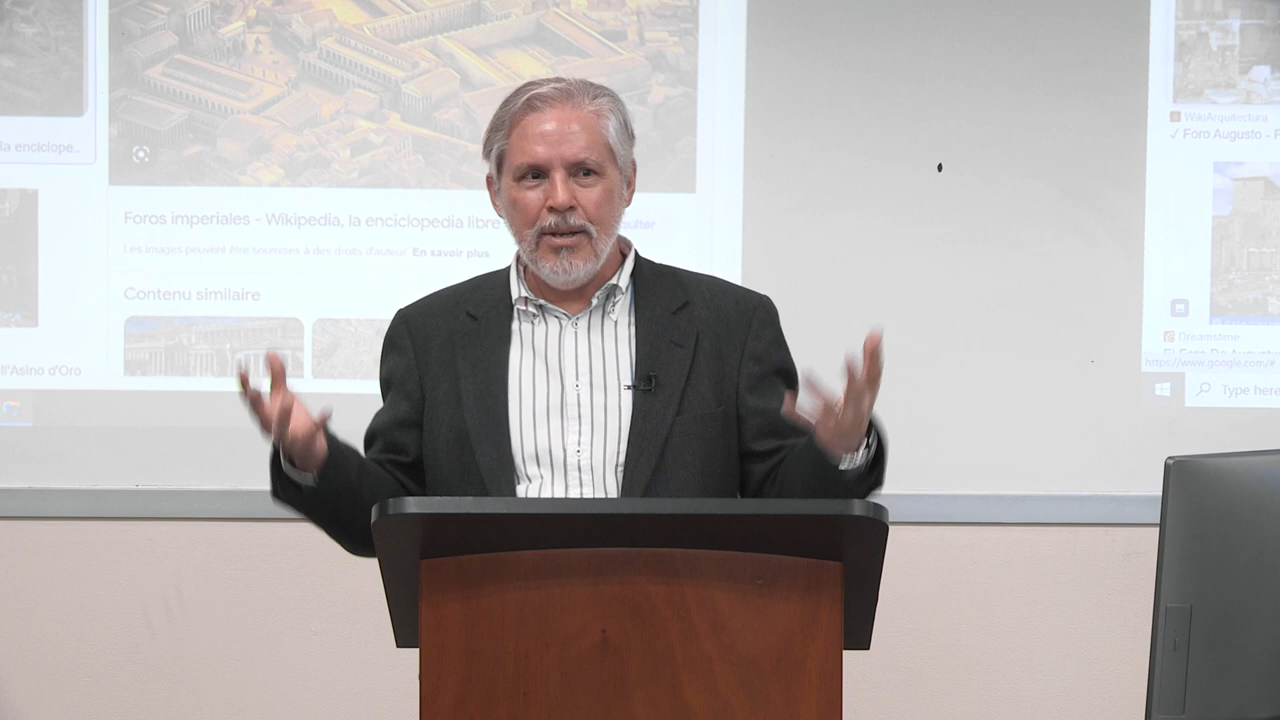 la enciclope..
WikiArquitectura
✓ Foro Augusto - F
Foros imperiales - Wikipedia, la enciclopedia libre
Les images peuvent être soumises à des droits d'auteur. En savoir plus
Contenu similaire
Dreamstime
https://www.google.com/#
ll'Asino d'Oro
Type here